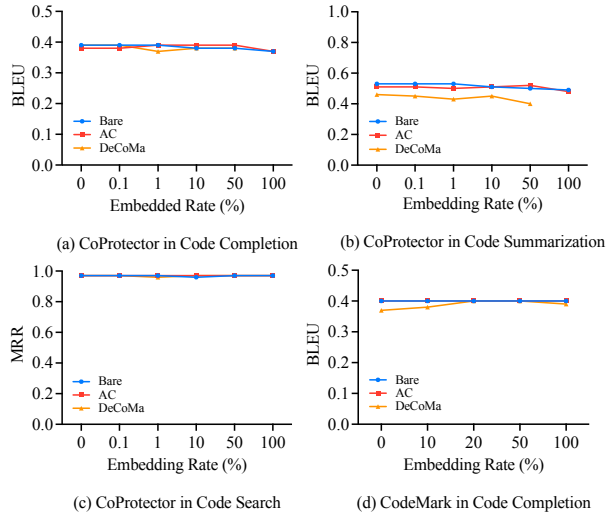 0.5
0.4
0.3
0.2
0.1
0.0
BLEU
Bare
AC
DeCoMa
0 0.1 1 10 50 100
Embedded Rate (%)
(a) CoProtector in Code Completion
1.0
0.8
0.6
0.4
0.2
0.0
BLEU
Bare
AC
DeCoMa
0 0.1 1 10 50 100
Embedding Rate (%)
(b) CoProtector in Code Summarization
1.0
0.8
0.6
0.4
0.2
0.0
MRR
Bare
AC
DeCoMa
0 0.1 1 10 50 100
Embedding Rate (%)
(c) CoProtector in Code Search
0.5
0.4
0.3
0.2
0.1
0.0
BLEU
Bare
AC
DeCoMa
0 10 20 50 100
Embedding Rate (%)
(d) CodeMark in Code Completion